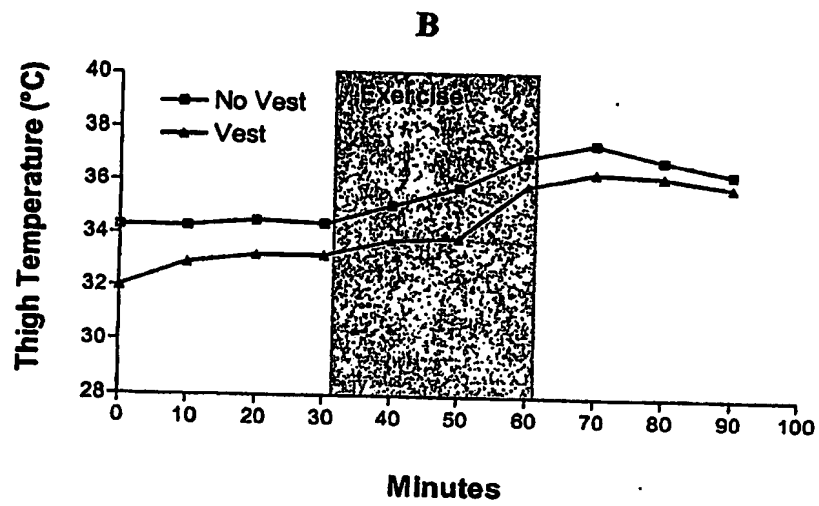 B
Thigh Temperature (°C)
40
38
36
34
32
30
28
No Vest
Vest
Exercise
0 10 20 30 40 50 60 70 80 90 100
Minutes